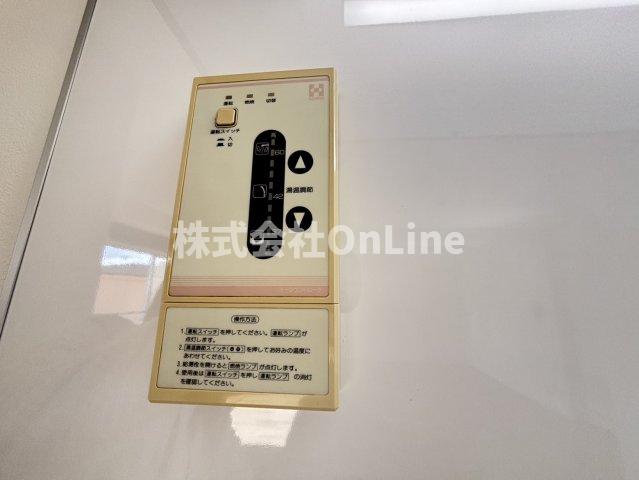 運転 燃焼 切替
運転スイッチ
入
切
高
60
湯温調節
42
株式会社OnLine
操作方法
1. 運転スイッチ を押してください。 運転ランプ が
点灯します。
2. 湯温調節スイッチ を押してお好みの温度に
あわせてください。
3. 給湯栓を開けると 燃焼ランプ が点灯します。
4. 使用後は 運転スイッチ を押し 運転ランプ の消灯
を確認してください。